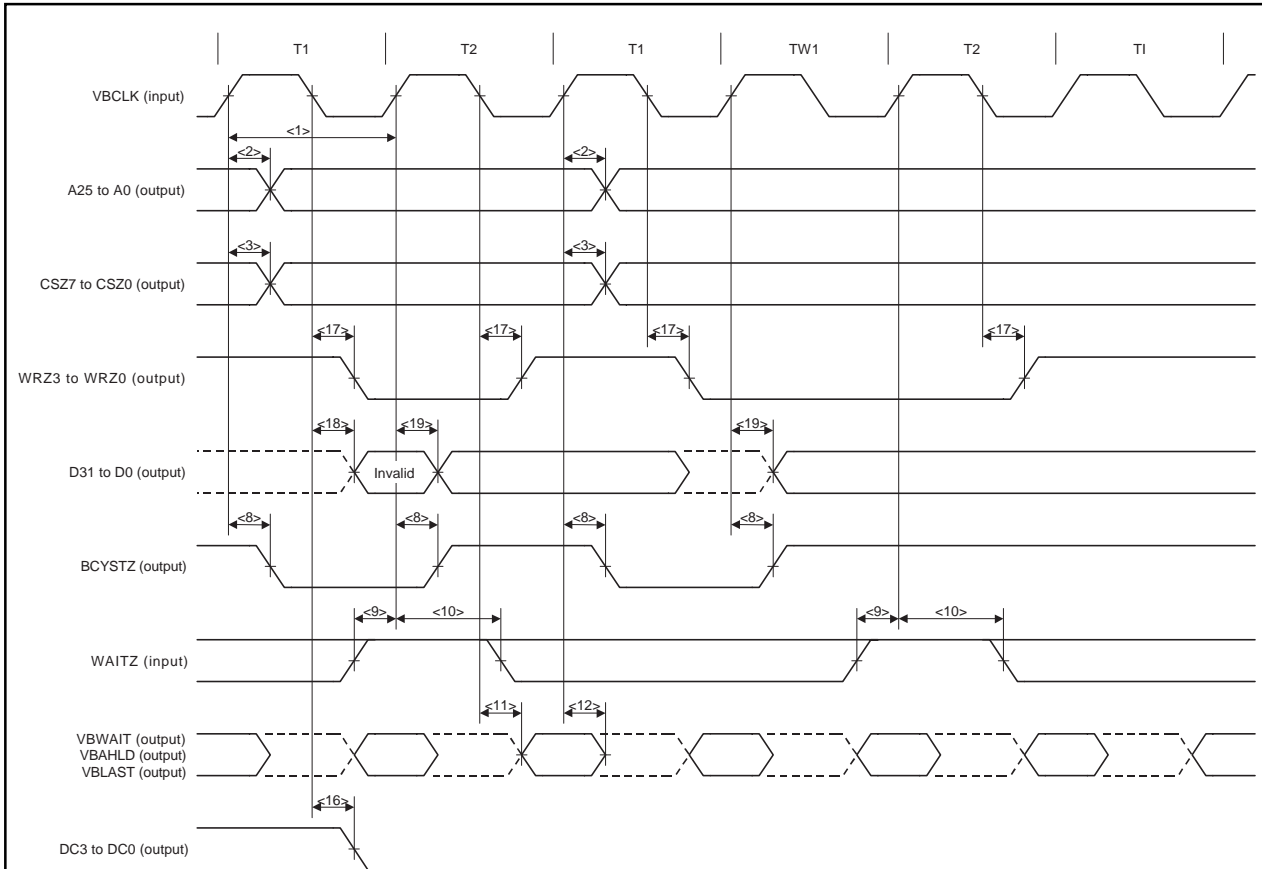 T1 T2 T1 TW1 T2 TI
VBCLK (input)
<1>
<2> <2>
A25 to A0 (output)
<3> <3>
CSZ7 to CSZ0 (output)
<17> <17> <17> <17>
WRZ3 to WRZ0 (output)
<18> <19> <19>
D31 to D0 (output) Invalid
<8> <8> <8> <8>
BCYSTZ (output)
<9> <10> <9> <10>
WAITZ (input)
<11> <12>
VBWAIT (output)
VBAHLD (output)
VBLAST (output)
<16>
DC3 to DC0 (output)